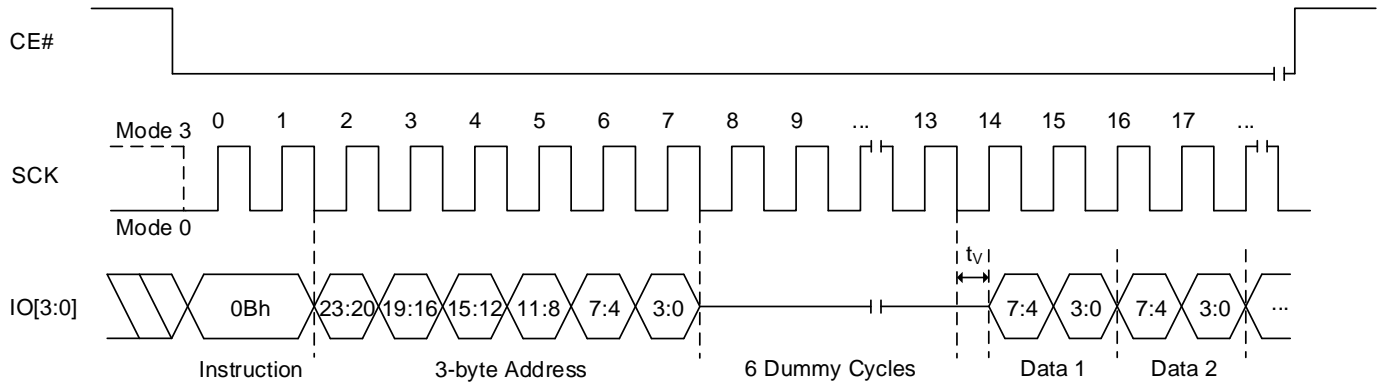 CE#
Mode 3 0 1 2 3 4 5 6 7 8 9 ... 13 14 15 16 17 ...
SCK
Mode 0
tV
IO[3:0] 0Bh 23:20 19:16 15:12 11:8 7:4 3:0 7:4 3:0 7:4 3:0 ...
Instruction 3-byte Address 6 Dummy Cycles Data 1 Data 2